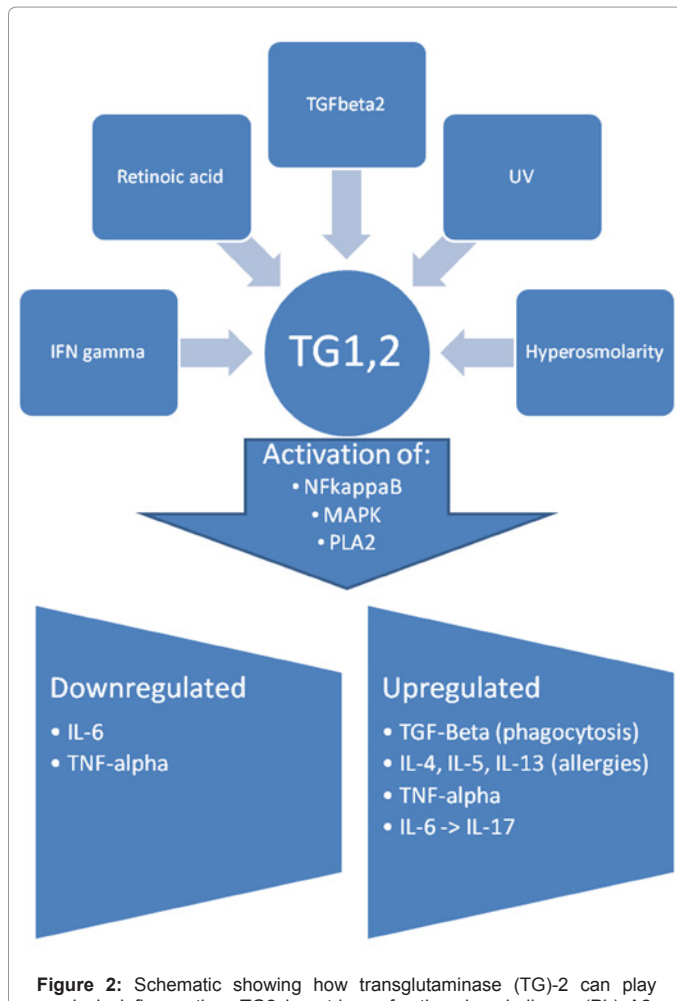 TGFbeta2
Retinoic acid
UV
IFN gamma
TG1,2
Hyperosmolarity
Activation of:
• NFkappaB
• MAPK
• PLA2
Downregulated
• IL-6
• TNF-alpha
Upregulated
• TGF-Beta (phagocytosis)
• IL-4, IL-5, IL-13 (allergies)
• TNF-alpha
• IL-6 -> IL-17
Figure 2: Schematic showing how transglutaminase (TG)-2 can play